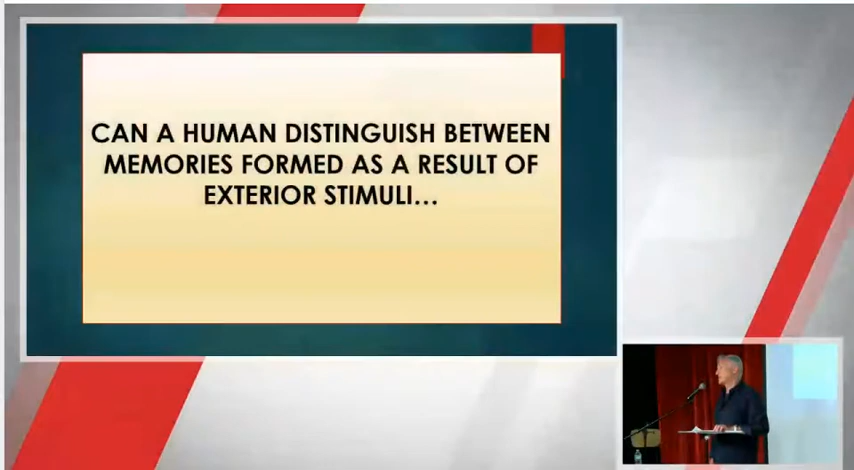 CAN A HUMAN DISTINGUISH BETWEEN
MEMORIES FORMED AS A RESULT OF
EXTERIOR STIMULI...